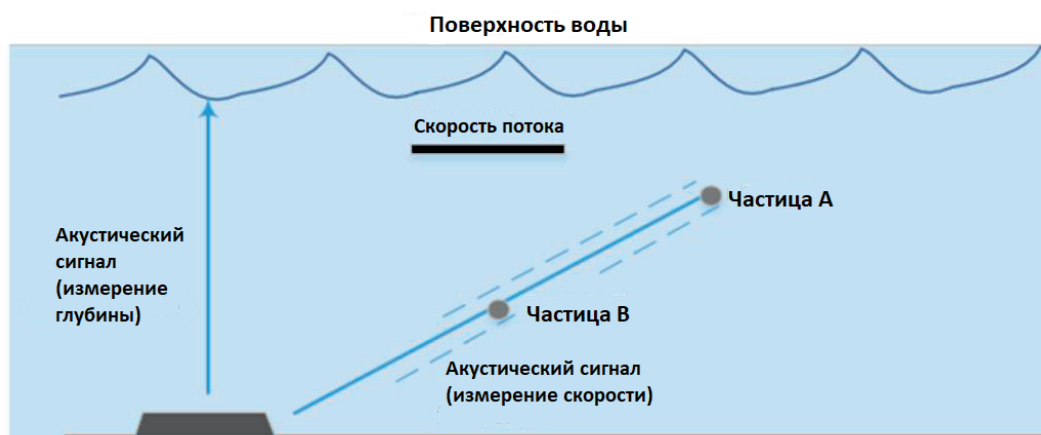 Поверхность воды
Скорость потока
Частица А
Акустический
сигнал
(измерение
глубины)
Частица В
Акустический сигнал
(измерение скорости)